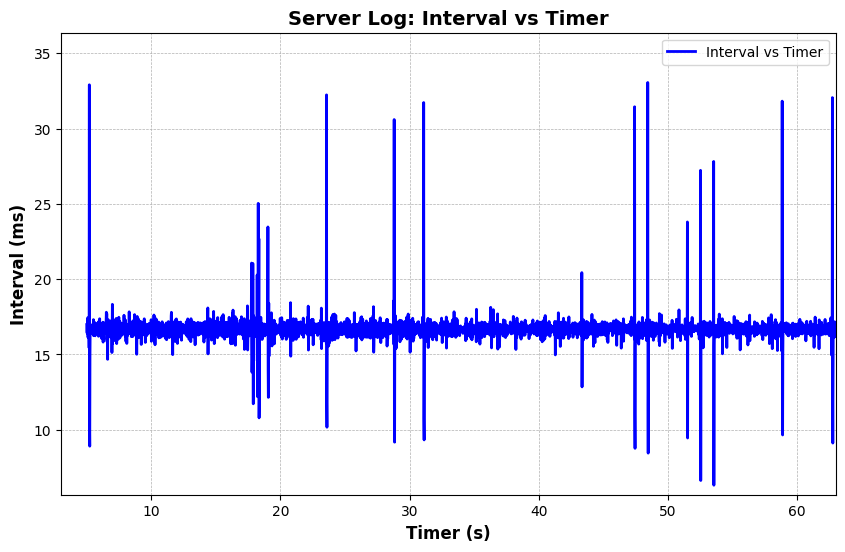 Server Log: Interval vs Timer
Interval vs Timer
35
30
25
20
15
10
Interval (ms)
10 20 30 40 50 60
Timer (s)